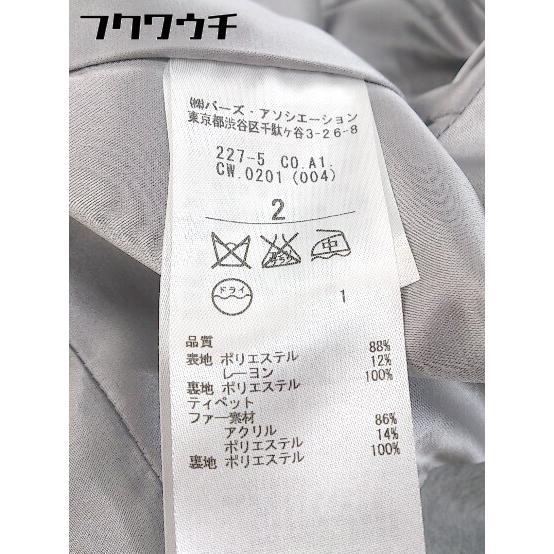 フクワウチ
㈱バーズ・アソシエーション
東京都渋谷区千駄ヶ谷3-26-8
227-5 CO.A1.
CW.0201(004)
2
中
ドライ 1
品質
表地 ポリエステル 88%
レーヨン 12%
裏地 ポリエステル 100%
ティペット
ファー素材
アクリル 86%
ポリエステル 14%
裏地 ポリエステル 100%